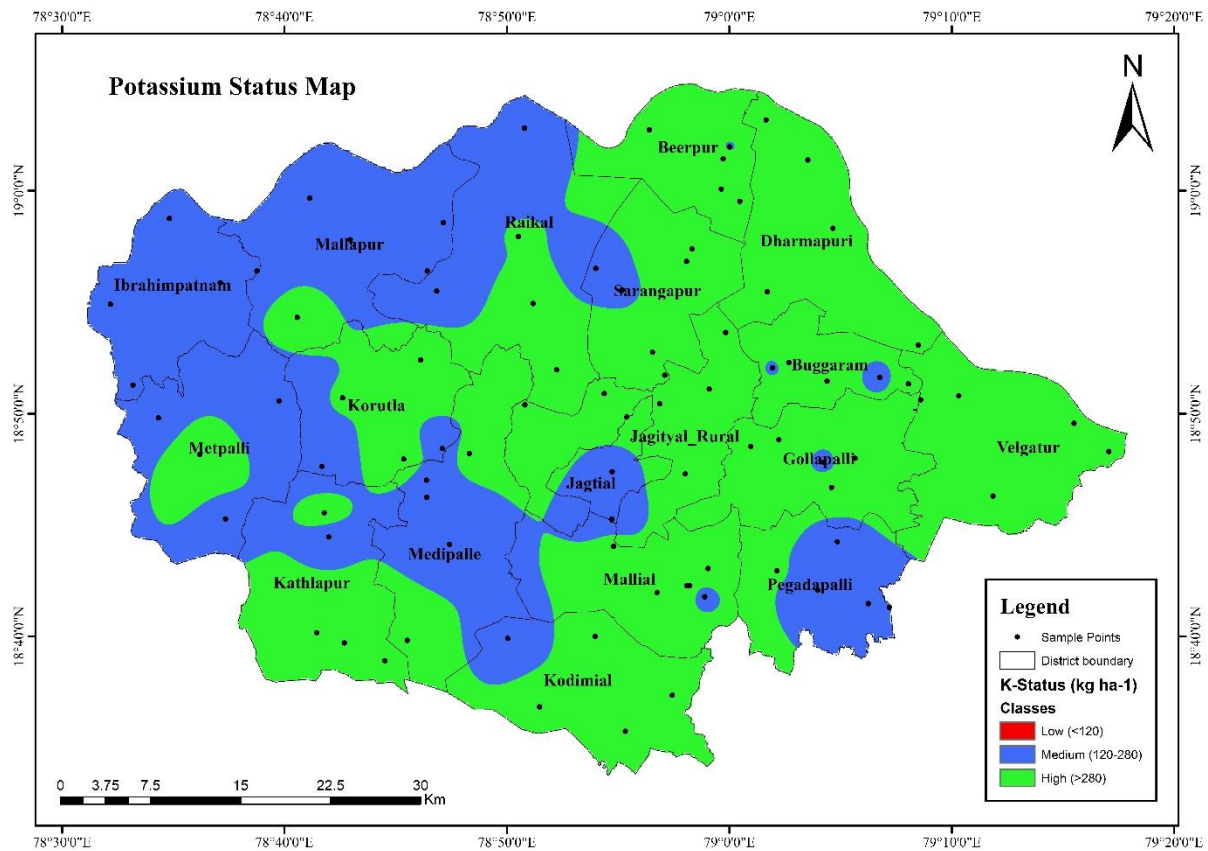 78°30'0"E 78°40'0"E 78°50'0"E 79°0'0"E 79°10'0"E 79°20'0"E
Potassium Status Map
N
Beerpur
19°0'0"N 19°0'0"N
Raikal
Mallapur
Dharmapuri
Ibrahimpatnam
Sarangapur
Buggaram
Korutla
18°50'0"N 18°50'0"N
Metpalli
Jagityal_Rural
Velgatur
Gollapalli
Jagtial
Medipalle
Kathlapur
Mallial
Pegadapalli
18°40'0"N 18°40'0"N
Kodimial
Legend
Sample Points
District boundary
K-Status (kg ha-1)
Classes
Low (<120)
Medium (120-280)
High (>280)
0 3.75 7.5 15 22.5 30
Km
78°30'0"E 78°40'0"E 78°50'0"E 79°0'0"E 79°10'0"E 79°20'0"E